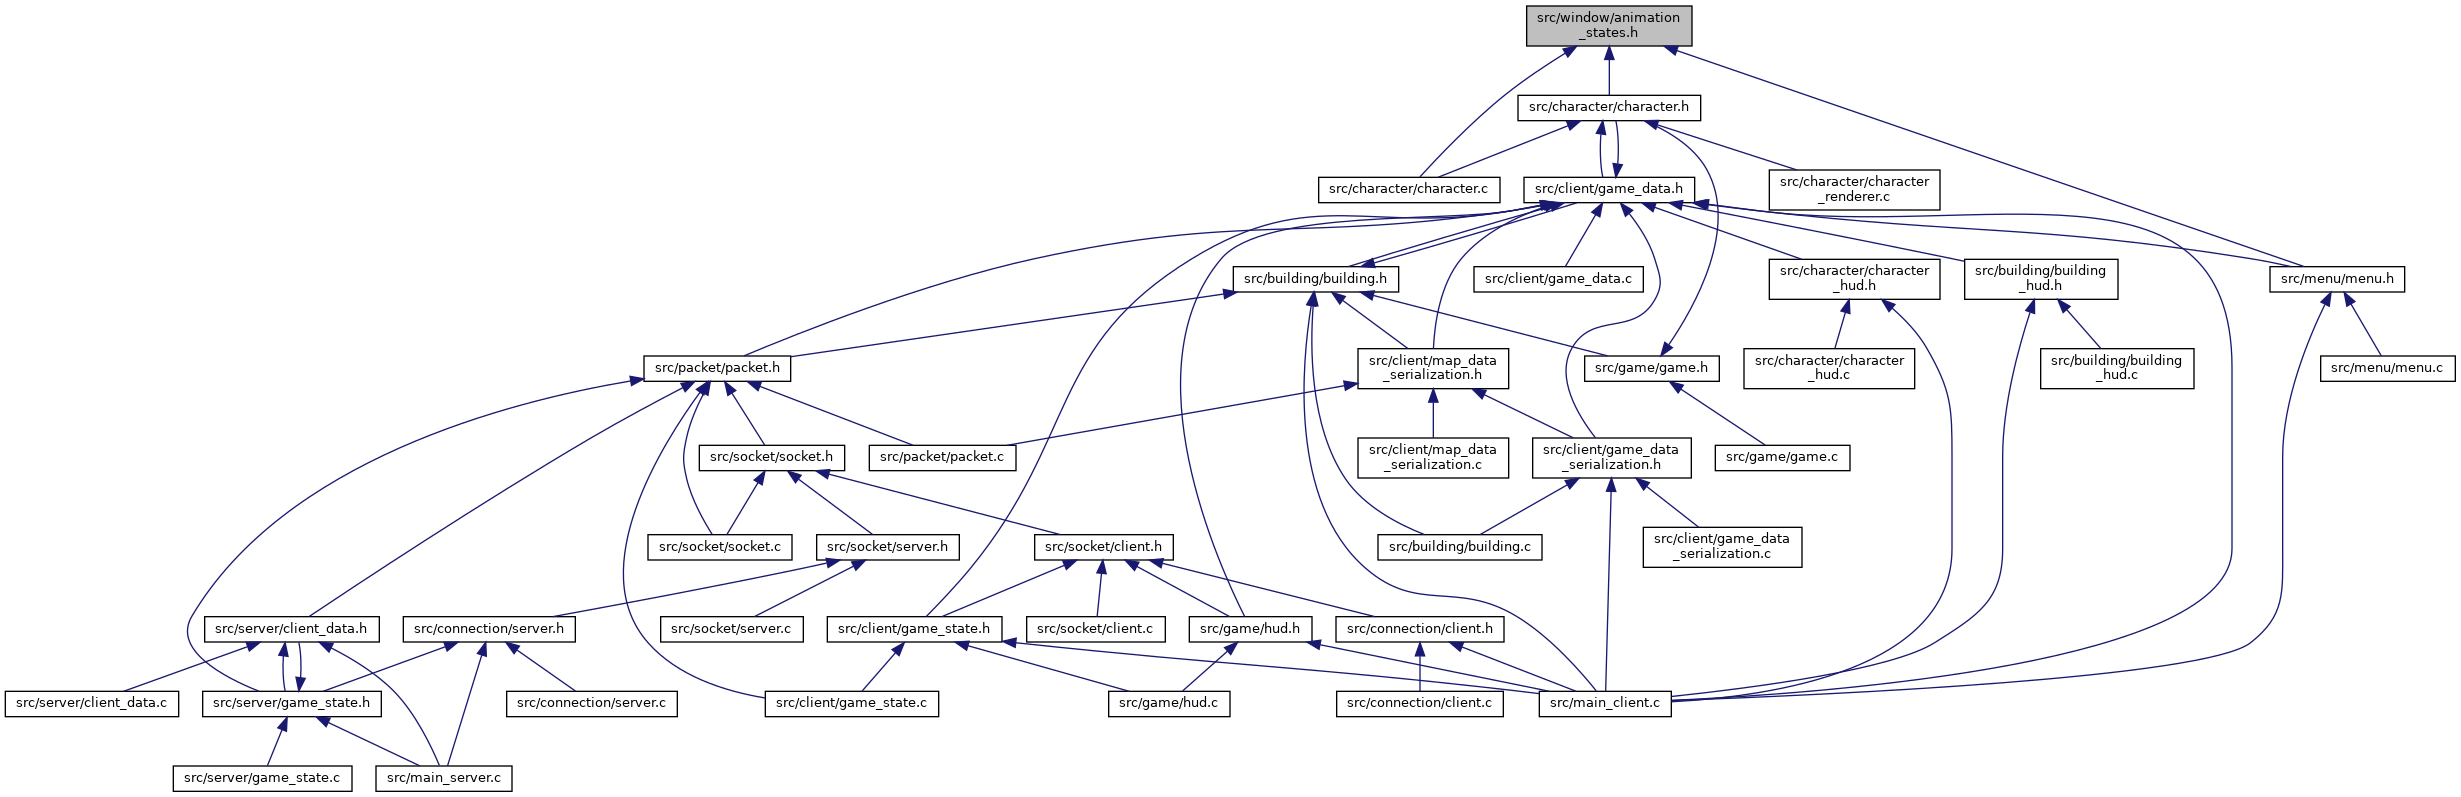 src/window/animation
_states.h
src/character/character.h
src/character/character.c
src/client/game_data.h
src/character/character
_renderer.c
src/building/building.h
src/client/game_data.c
src/character/character
_hud.h
src/building/building
_hud.h
src/menu/menu.h
src/packet/packet.h
src/client/map_data
_serialization.h
src/game/game.h
src/character/character
_hud.c
src/building/building
_hud.c
src/menu/menu.c
src/socket/socket.h
src/packet/packet.c
src/client/map_data
_serialization.c
src/client/game_data
_serialization.h
src/game/game.c
src/socket/socket.c
src/socket/server.h
src/socket/client.h
src/building/building.c
src/client/game_data
_serialization.c
src/server/client_data.h
src/connection/server.h
src/socket/server.c
src/client/game_state.h
src/socket/client.c
src/game/hud.h
src/connection/client.h
src/server/client_data.c
src/server/game_state.h
src/connection/server.c
src/client/game_state.c
src/game/hud.c
src/connection/client.c
src/main_client.c
src/server/game_state.c
src/main_server.c